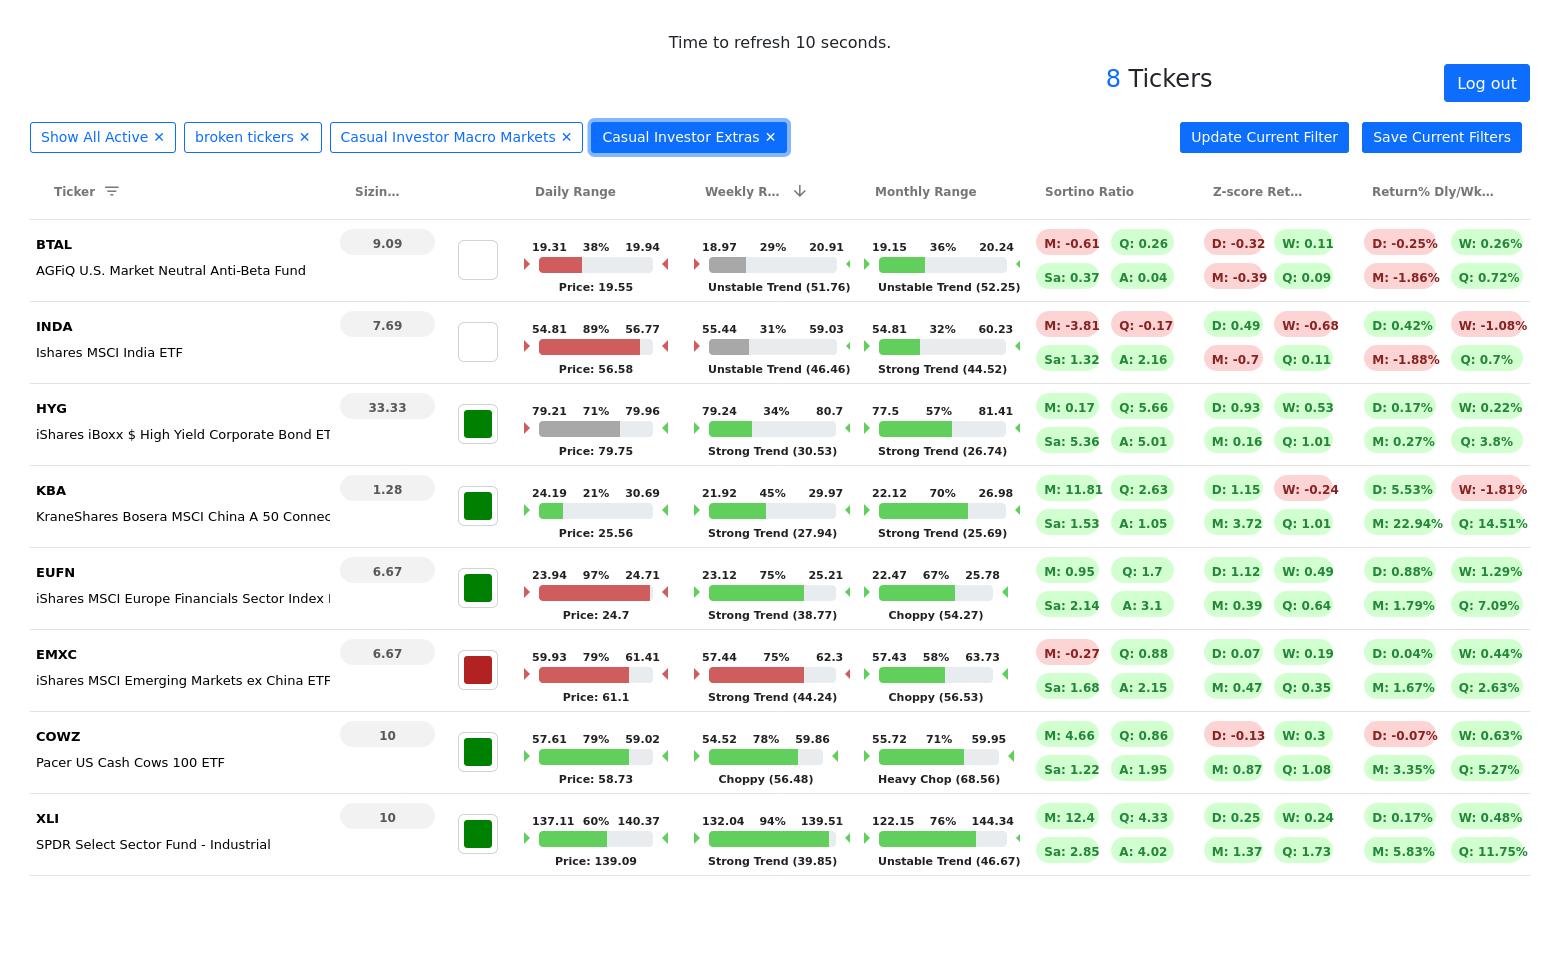 Time to refresh 10 seconds.
8 Tickers
Log out
Show All Active ✕ broken tickers ✕ Casual Investor Macro Markets ✕ Casual Investor Extras ✕ Update Current Filter Save Current Filters
Ticker Sizin... Daily Range Weekly R... Monthly Range Sortino Ratio Z-score Ret... Return% Dly/Wk...
BTAL 9.09 19.31 38% 19.94 18.97 29% 20.91 19.15 36% 20.24 M: -0.61 Q: 0.26 D: -0.32 W: 0.11 D: -0.25% W: 0.26%
AGFiQ U.S. Market Neutral Anti-Beta Fund Price: 19.55 Unstable Trend (51.76) Unstable Trend (52.25) Sa: 0.37 A: 0.04 M: -0.39 Q: 0.09 M: -1.86% Q: 0.72%
INDA 7.69 54.81 89% 56.77 55.44 31% 59.03 54.81 32% 60.23 M: -3.81 Q: -0.17 D: 0.49 W: -0.68 D: 0.42% W: -1.08%
Ishares MSCI India ETF Price: 56.58 Unstable Trend (46.46) Strong Trend (44.52) Sa: 1.32 A: 2.16 M: -0.7 Q: 0.11 M: -1.88% Q: 0.7%
HYG 33.33 79.21 71% 79.96 79.24 34% 80.7 77.5 57% 81.41 M: 0.17 Q: 5.66 D: 0.93 W: 0.53 D: 0.17% W: 0.22%
iShares iBoxx $ High Yield Corporate Bond ET Price: 79.75 Strong Trend (30.53) Strong Trend (26.74) Sa: 5.36 A: 5.01 M: 0.16 Q: 1.01 M: 0.27% Q: 3.8%
KBA 1.28 24.19 21% 30.69 21.92 45% 29.97 22.12 70% 26.98 M: 11.81 Q: 2.63 D: 1.15 W: -0.24 D: 5.53% W: -1.81%
KraneShares Bosera MSCI China A 50 Connec Price: 25.56 Strong Trend (27.94) Strong Trend (25.69) Sa: 1.53 A: 1.05 M: 3.72 Q: 1.01 M: 22.94% Q: 14.51%
EUFN 6.67 23.94 97% 24.71 23.12 75% 25.21 22.47 67% 25.78 M: 0.95 Q: 1.7 D: 1.12 W: 0.49 D: 0.88% W: 1.29%
iShares MSCI Europe Financials Sector Index Price: 24.7 Strong Trend (38.77) Choppy (54.27) Sa: 2.14 A: 3.1 M: 0.39 Q: 0.64 M: 1.79% Q: 7.09%
EMXC 6.67 59.93 79% 61.41 57.44 75% 62.3 57.43 58% 63.73 M: -0.27 Q: 0.88 D: 0.07 W: 0.19 D: 0.04% W: 0.44%
iShares MSCI Emerging Markets ex China ETF Price: 61.1 Strong Trend (44.24) Choppy (56.53) Sa: 1.68 A: 2.15 M: 0.47 Q: 0.35 M: 1.67% Q: 2.63%
COWZ 10 57.61 79% 59.02 54.52 78% 59.86 55.72 71% 59.95 M: 4.66 Q: 0.86 D: -0.13 W: 0.3 D: -0.07% W: 0.63%
Pacer US Cash Cows 100 ETF Price: 58.73 Choppy (56.48) Heavy Chop (68.56) Sa: 1.22 A: 1.95 M: 0.87 Q: 1.08 M: 3.35% Q: 5.27%
XLI 10 137.11 60% 140.37 132.04 94% 139.51 122.15 76% 144.34 M: 12.4 Q: 4.33 D: 0.25 W: 0.24 D: 0.17% W: 0.48%
SPDR Select Sector Fund - Industrial Price: 139.09 Strong Trend (39.85) Unstable Trend (46.67) Sa: 2.85 A: 4.02 M: 1.37 Q: 1.73 M: 5.83% Q: 11.75%